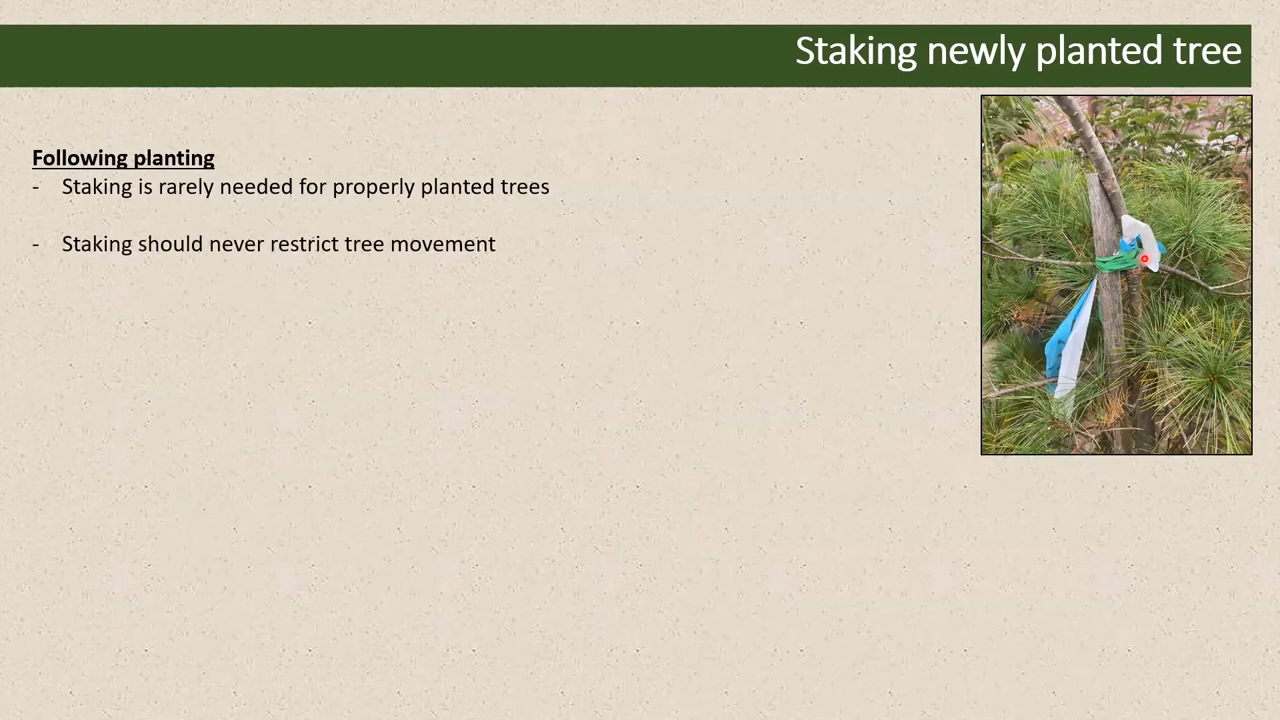 Staking newly planted tree
Following planting
- Staking is rarely needed for properly planted trees
- Staking should never restrict tree movement